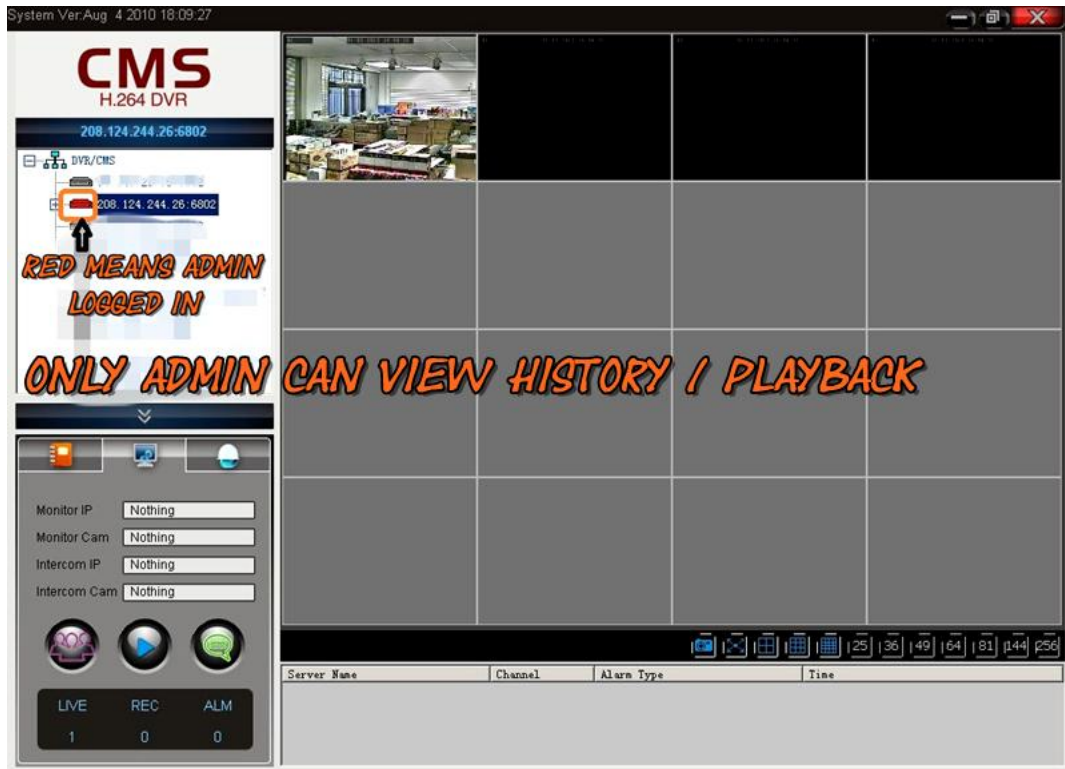 System Ver:Aug 4 2010 18:09:27
CMS
H.264 DVR
208.124.244.26:6802
DVR/CMS
208.124.244.26:6802
RED MEANS ADMIN
LOGGED IN
ONLY ADMIN CAN VIEW HISTORY / PLAYBACK
Monitor IP Nothing
Monitor Cam Nothing
Intercom IP Nothing
Intercom Cam Nothing
25 36 49 64 81 144 256
Server Name Channel Alarm Type Time
LIVE REC ALM
1 0 0